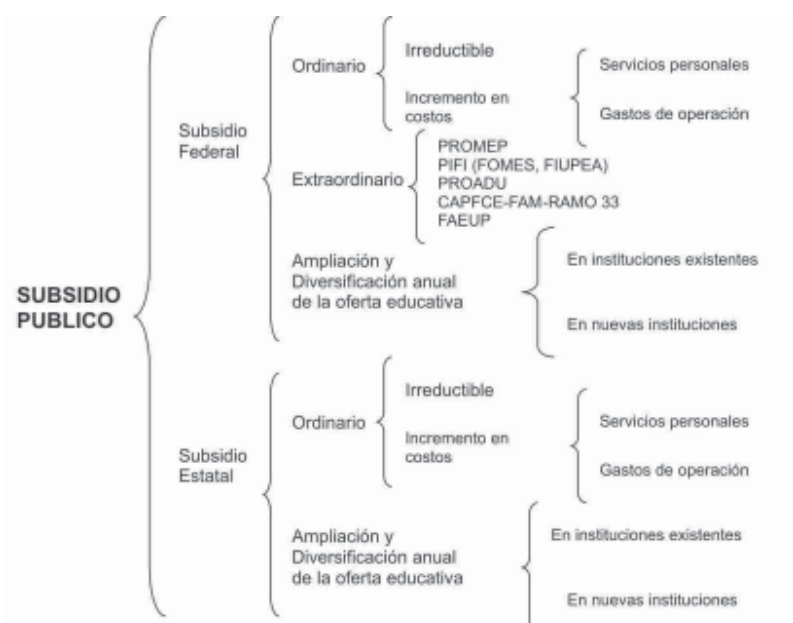 SUBSIDIO
PUBLICO
Subsidio
Federal
Ordinario
Irreductible
Incremento en
costos
Servicios personales
Gastos de operación
Extraordinario
PROMEP
PIFI (FOMES, FIUPEA)
PROADU
CAPFCE-FAM-RAMO 33
FAEUP
Ampliación y
Diversificación anual
de la oferta educativa
En instituciones existentes
En nuevas instituciones
Subsidio
Estatal
Ordinario
Irreductible
Incremento en
costos
Servicios personales
Gastos de operación
Ampliación y
Diversificación anual
de la oferta educativa
En instituciones existentes
En nuevas instituciones